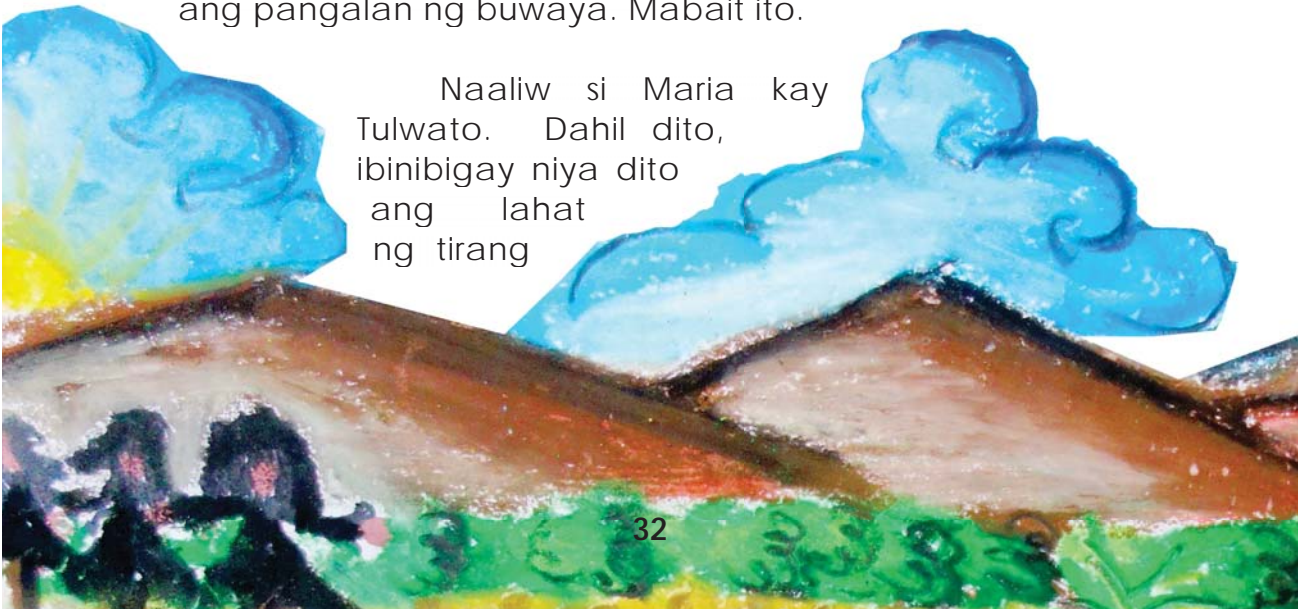 ang pangalan ng buwaya. Mabait ito.
Naaliw si Maria kay
Tulwato. Dahil dito,
ibinibigay niya dito
ang lahat
ng tirang
32